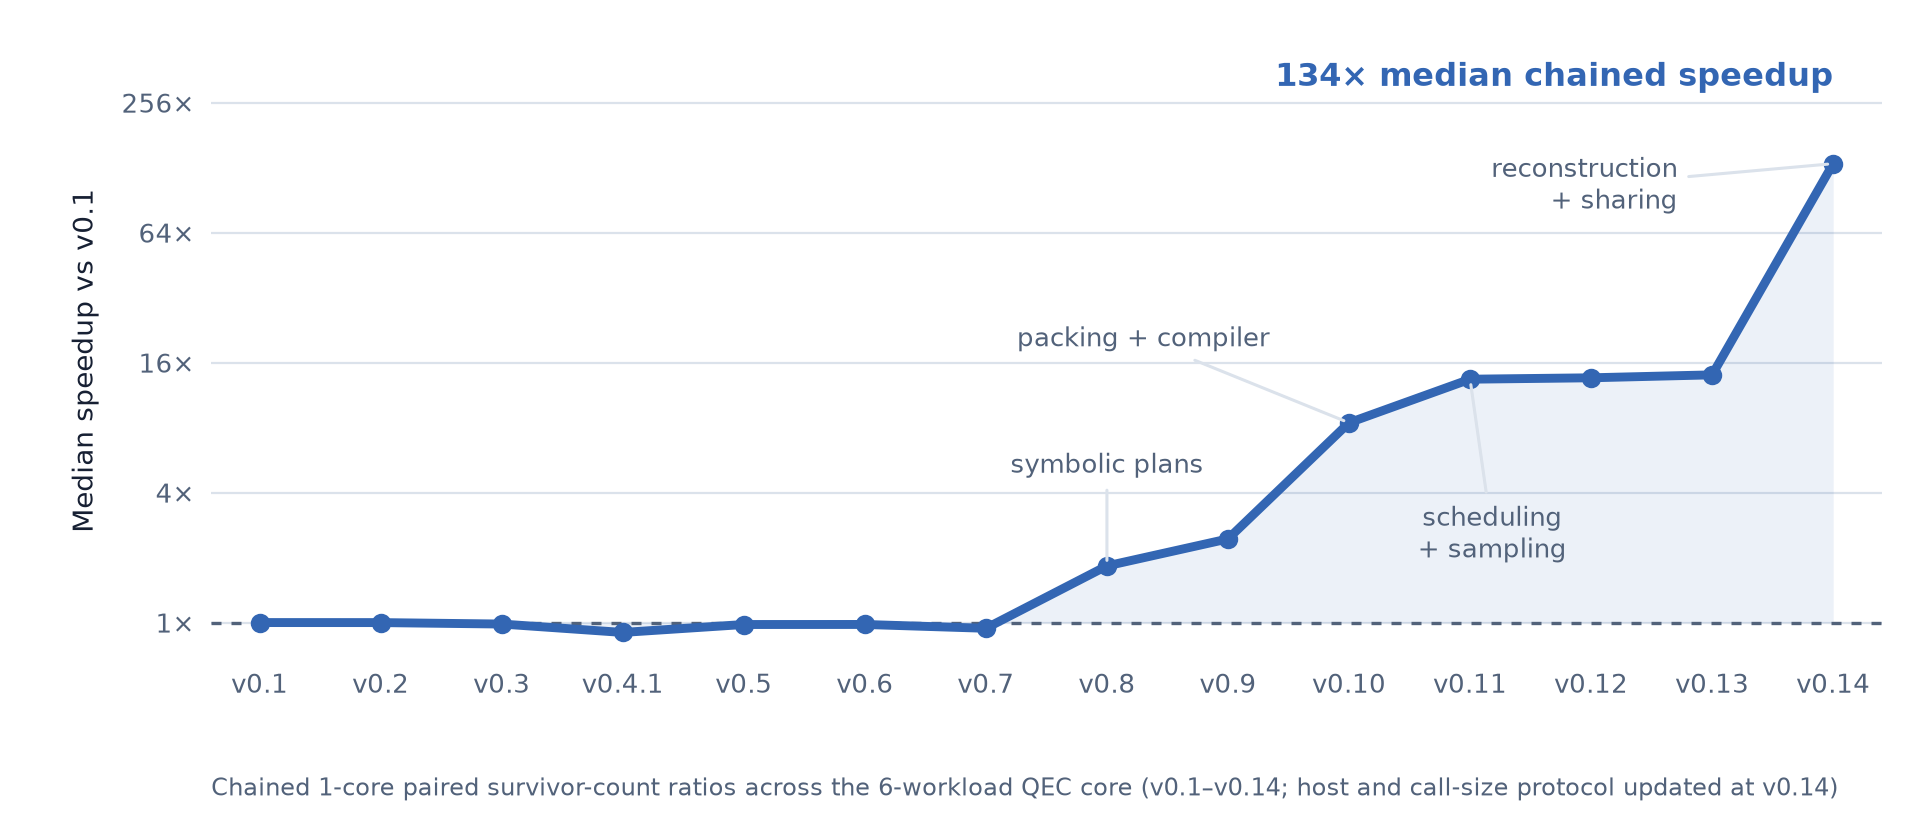 134× median chained speedup
256×
64×
16×
4×
1×
Median speedup vs v0.1
reconstruction
+ sharing
packing + compiler
symbolic plans
scheduling
+ sampling
v0.1
v0.2
v0.3
v0.4.1
v0.5
v0.6
v0.7
v0.8
v0.9
v0.10
v0.11
v0.12
v0.13
v0.14
Chained 1-core paired survivor-count ratios across the 6-workload QEC core (v0.1–v0.14; host and call-size protocol updated at v0.14)